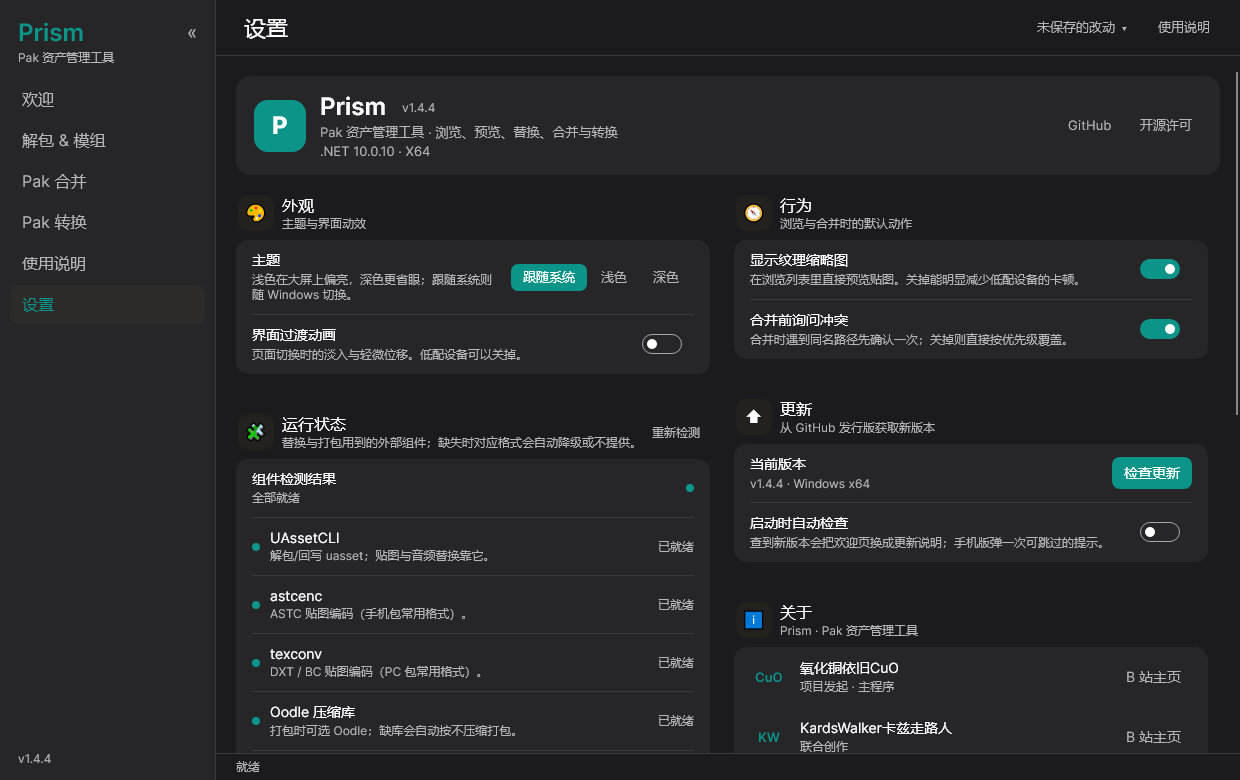 Prism
«
Pak 资产管理工具
欢迎
解包 & 模组
Pak 合并
Pak 转换
使用说明
设置
v1.4.4
设置
未保存的改动
使用说明
P
Prism v1.4.4
Pak 资产管理工具 · 浏览、预览、替换、合并与转换
.NET 10.0.10 · X64
GitHub
开源许可
外观
主题与界面动效
主题
浅色在大屏上偏亮，深色更省眼；跟随系统则
随 Windows 切换。
跟随系统
浅色
深色
界面过渡动画
页面切换时的淡入与轻微位移。低配设备可以关掉。
运行状态
替换与打包用到的外部组件；缺失时对应格式会自动降级或不提供。
重新检测
组件检测结果
全部就绪
UAssetCLI
解包/回写 uasset；贴图与音频替换靠它。
已就绪
astcenc
ASTC 贴图编码（手机包常用格式）。
已就绪
texconv
DXT / BC 贴图编码（PC 包常用格式）。
已就绪
Oodle 压缩库
打包时可选 Oodle；缺库会自动按不压缩打包。
已就绪
行为
浏览与合并时的默认动作
显示纹理缩略图
在浏览列表里直接预览贴图。关掉能明显减少低配设备的卡顿。
合并前询问冲突
合并时遇到同名路径先确认一次；关掉则直接按优先级覆盖。
更新
从 GitHub 发行版获取新版本
当前版本
v1.4.4 · Windows x64
检查更新
启动时自动检查
查到新版本会把欢迎页换成更新说明；手机版弹一次可跳过的提示。
关于
Prism · Pak 资产管理工具
CuO
氧化铜依旧CuO
项目发起 · 主程序
B 站主页
KW
KardsWalker卡兹走路人
联合创作
B 站主页
就绪